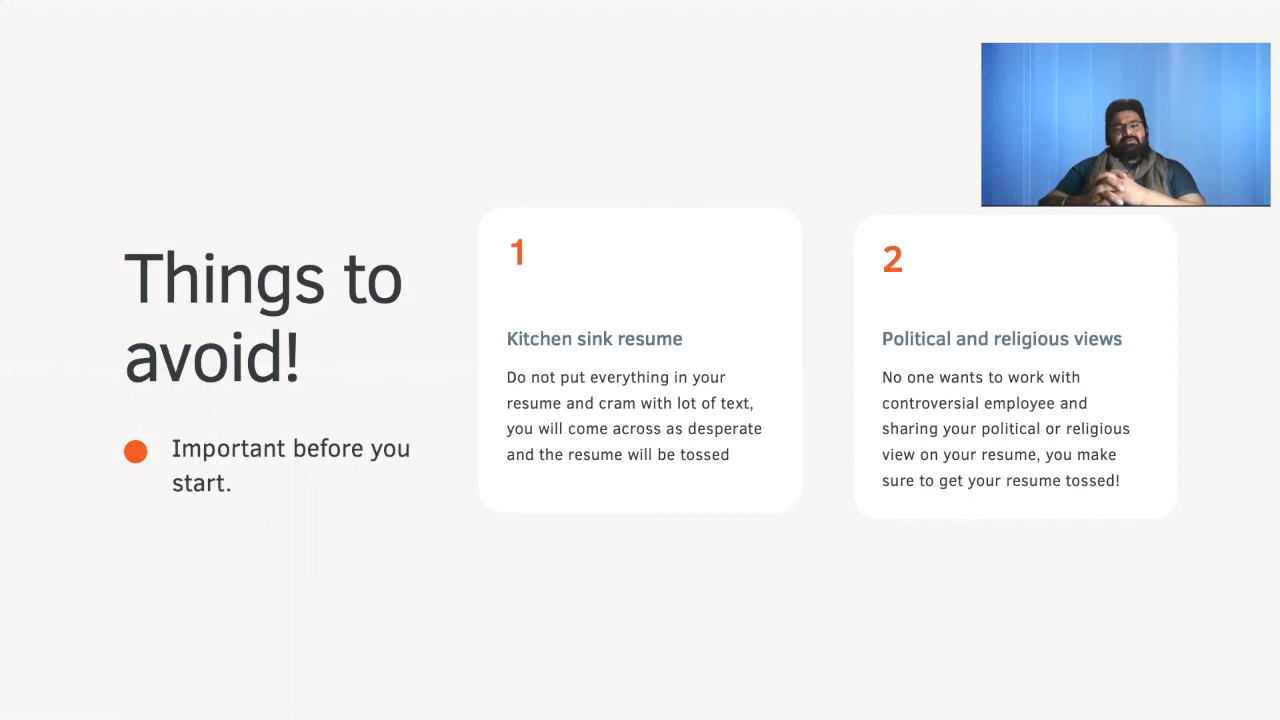 Things to
avoid!
Important before you
start.
1
Kitchen sink resume
Do not put everything in your
resume and cram with lot of text,
you will come across as desperate
and the resume will be tossed
2
Political and religious views
No one wants to work with
controversial employee and
sharing your political or religious
view on your resume, you make
sure to get your resume tossed!